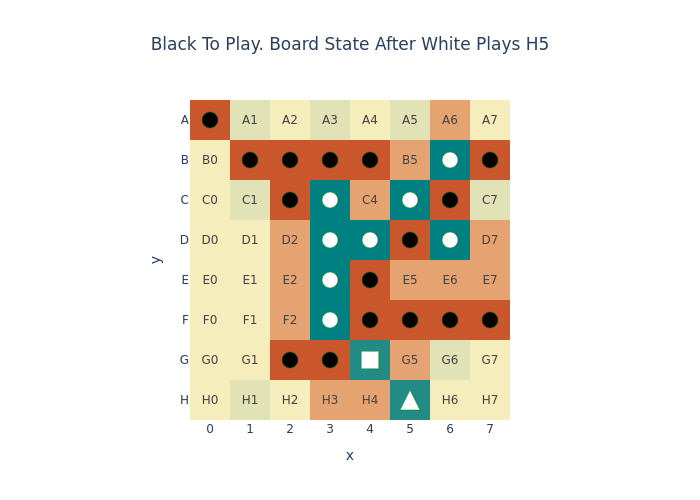 Black To Play. Board State After White Plays H5
A A1 A2 A3 A4 A5 A6 A7
B B0 B5
C C0 C1 C4 C7
D D0 D1 D2 D7
E E0 E1 E2 E5 E6 E7
F F0 F1 F2
G G0 G1 G5 G6 G7
H H0 H1 H2 H3 H4 H6 H7
0 1 2 3 4 5 6 7
x
y